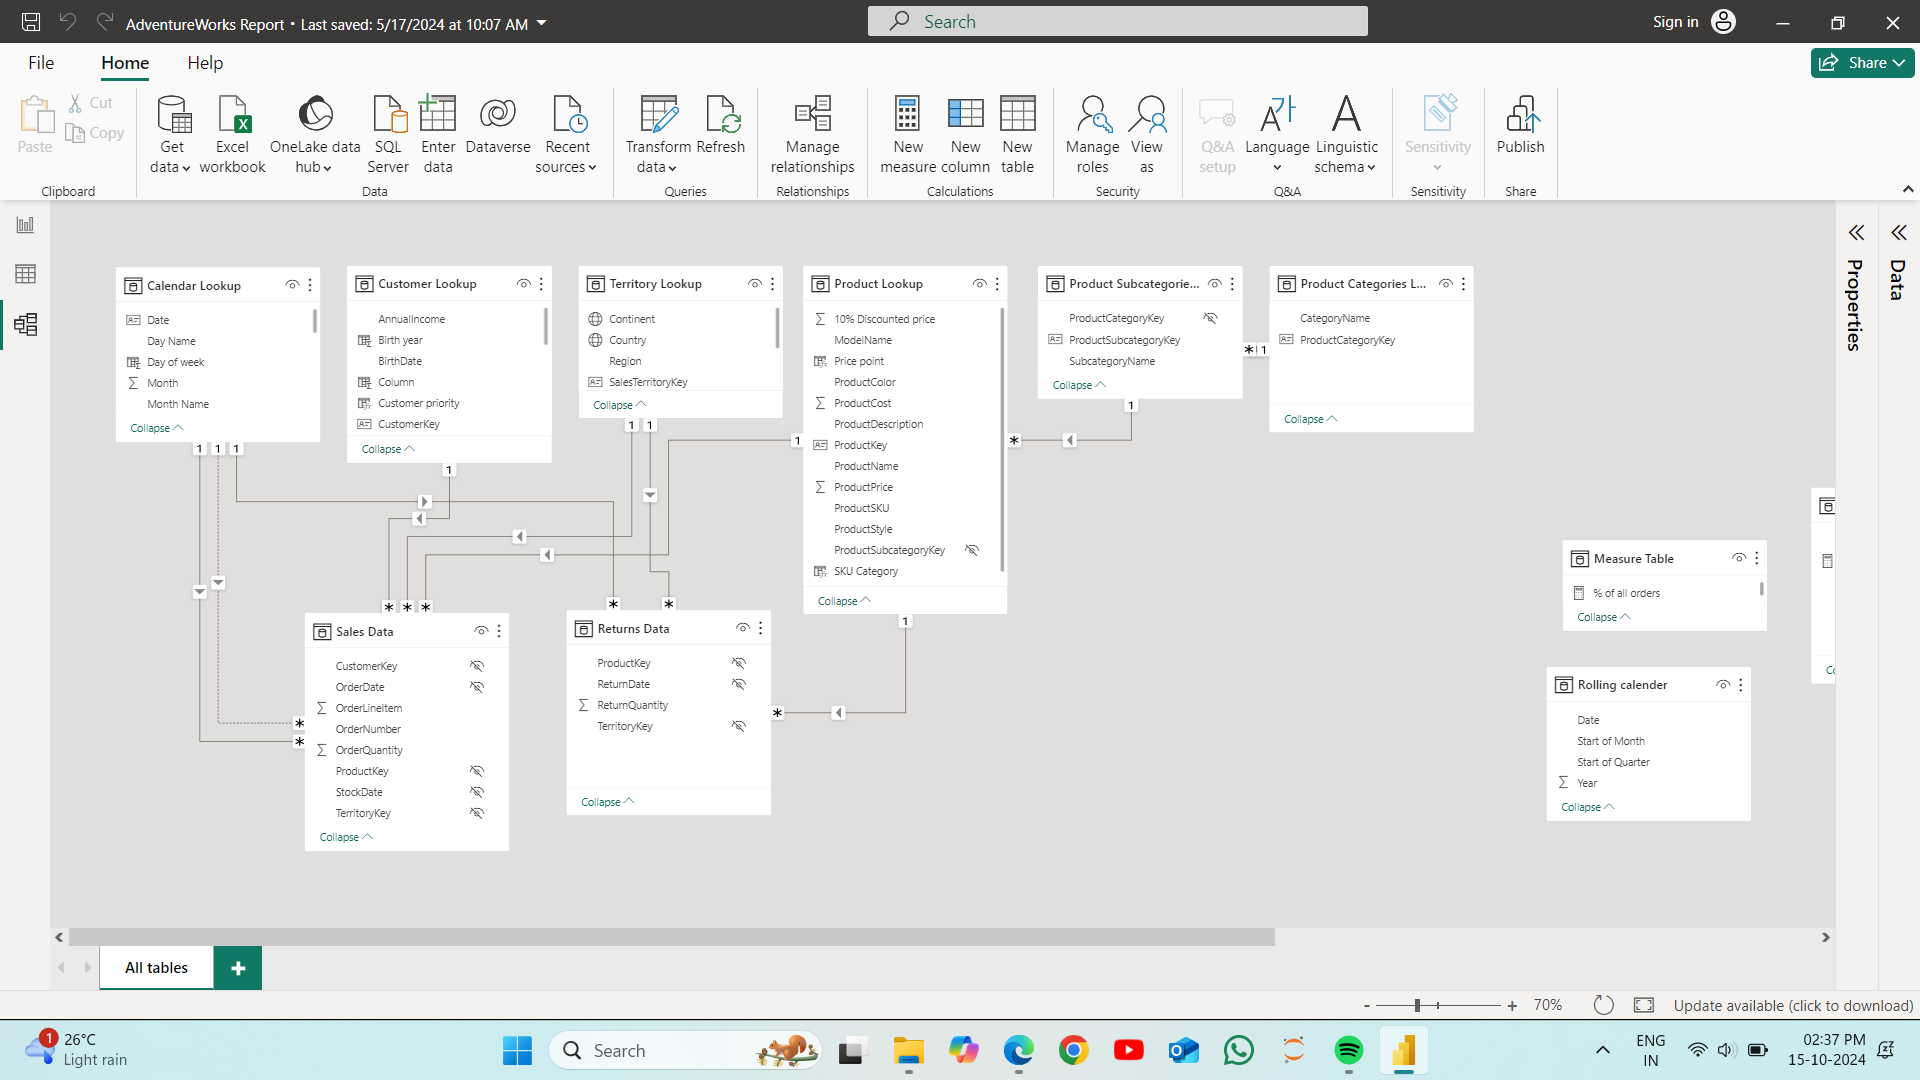 AdventureWorks Report • Last saved: 5/17/2024 at 10:07 AM
Search
Sign in
File
Home
Help
Share
Paste
Cut
Copy
Clipboard
Get data
Excel workbook
OneLake data hub
SQL Server
Enter data
Dataverse
Recent sources
Data
Transform data
Refresh
Queries
Manage relationships
Relationships
New measure
New column
New table
Calculations
Manage roles
View as
Security
Q&A setup
Language
Linguistic schema
Q&A
Sensitivity
Sensitivity
Publish
Share
Calendar Lookup
Date
Day Name
Day of week
Month
Month Name
Collapse
Customer Lookup
AnnualIncome
Birth year
BirthDate
Column
Customer priority
CustomerKey
Collapse
Territory Lookup
Continent
Country
Region
SalesTerritoryKey
Collapse
Product Lookup
10% Discounted price
ModelName
Price point
ProductColor
ProductCost
ProductDescription
ProductKey
ProductName
ProductPrice
ProductSKU
ProductStyle
ProductSubcategoryKey
SKU Category
Collapse
Product Subcategorie...
ProductCategoryKey
ProductSubcategoryKey
SubcategoryName
Collapse
Product Categories L...
CategoryName
ProductCategoryKey
Collapse
* 1
1 1 1
1
1 1
1
*
1
1
* * *
* *
*
*
*
Sales Data
CustomerKey
OrderDate
OrderLineItem
OrderNumber
OrderQuantity
ProductKey
StockDate
TerritoryKey
Collapse
Returns Data
ProductKey
ReturnDate
ReturnQuantity
TerritoryKey
Collapse
Measure Table
% of all orders
Collapse
Rolling calender
Date
Start of Month
Start of Quarter
Year
Collapse
Properties
Data
All tables
+
- + 70%
Update available (click to download)
1
26°C
Light rain
Search
ENG
IN
02:37 PM
15-10-2024